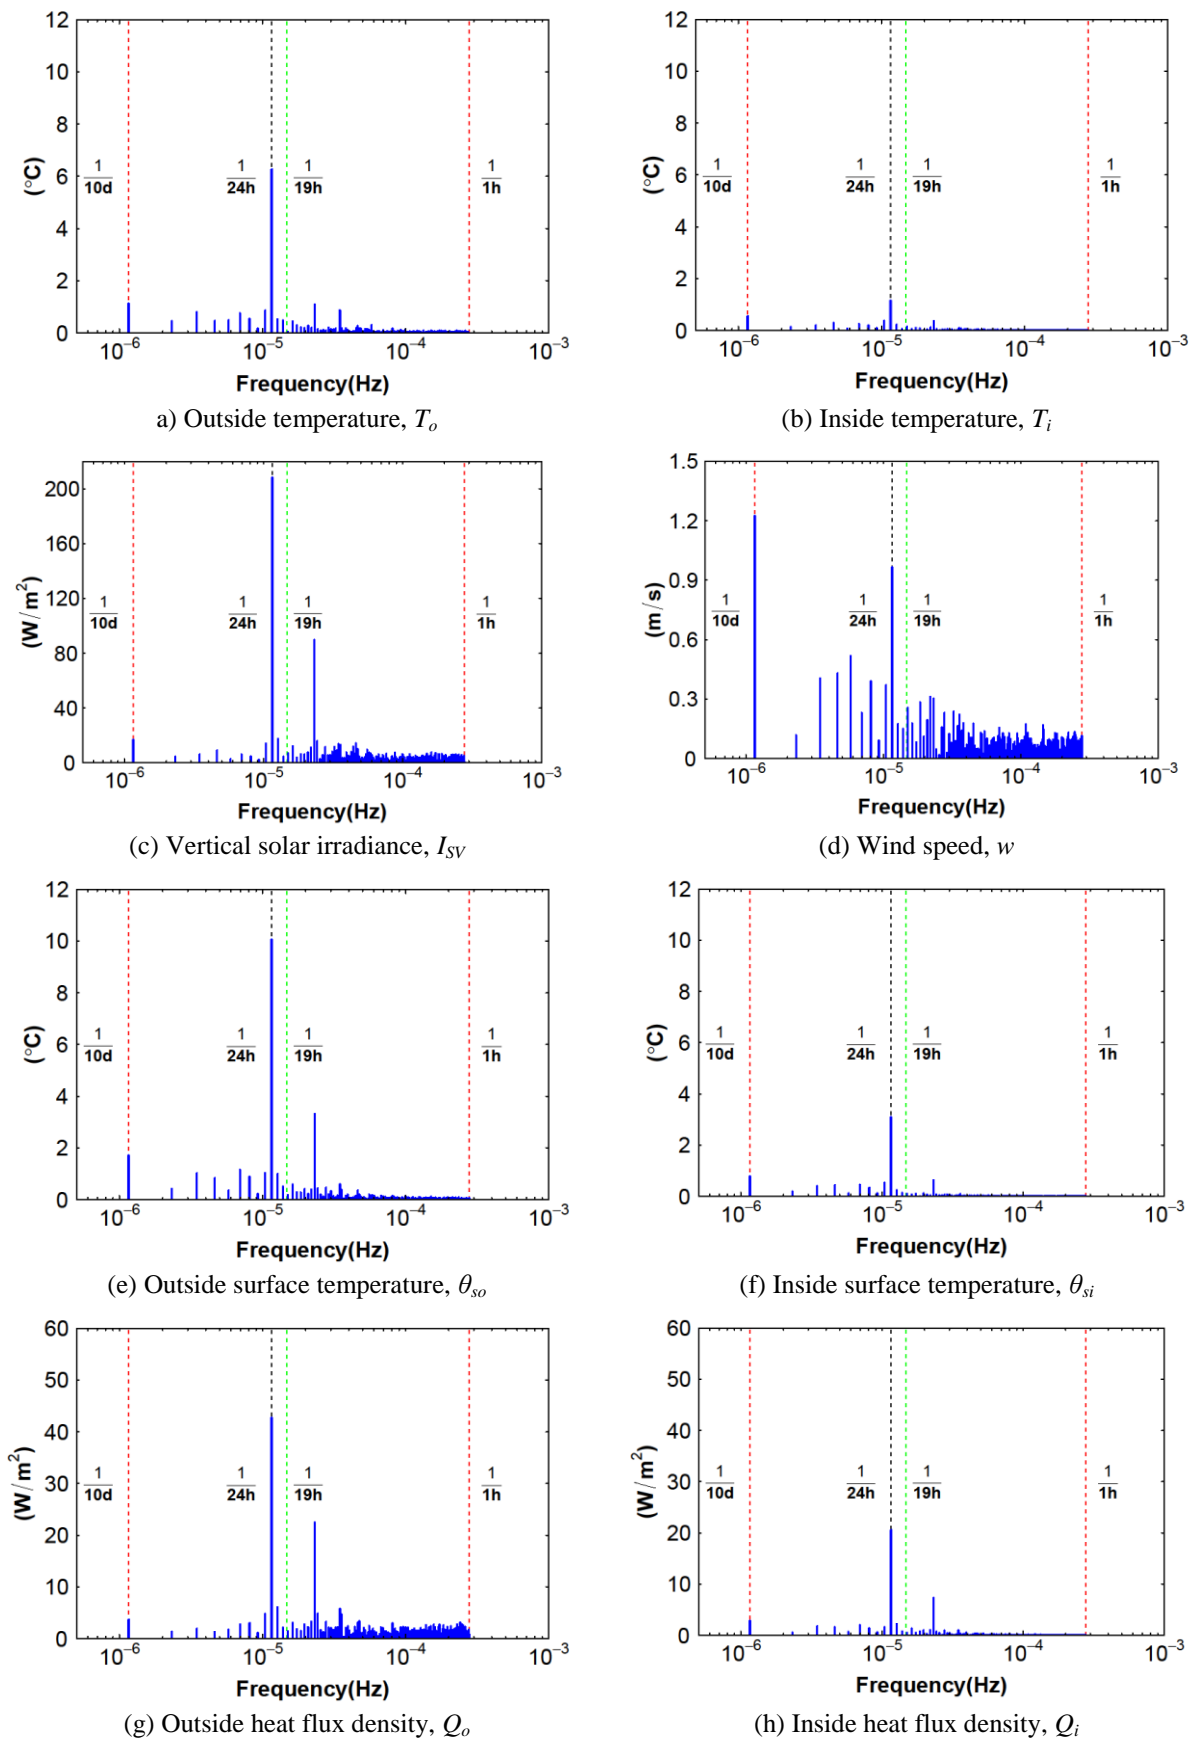 12
10
8
6
4
2
0
(°C)
1
10d
1
24h
1
19h
1
1h
10⁻⁶ 10⁻⁵ 10⁻⁴ 10⁻³
Frequency(Hz)
a) Outside temperature, Tₒ
12
10
8
6
4
2
0
(°C)
1
10d
1
24h
1
19h
1
1h
10⁻⁶ 10⁻⁵ 10⁻⁴ 10⁻³
Frequency(Hz)
(b) Inside temperature, Tᵢ
200
160
120
80
40
0
(W/m²)
1
10d
1
24h
1
19h
1
1h
10⁻⁶ 10⁻⁵ 10⁻⁴ 10⁻³
Frequency(Hz)
(c) Vertical solar irradiance, I_SV
1.5
1.2
0.9
0.6
0.3
0
(m/s)
1
10d
1
24h
1
19h
1
1h
10⁻⁶ 10⁻⁵ 10⁻⁴ 10⁻³
Frequency(Hz)
(d) Wind speed, w
12
10
8
6
4
2
0
(°C)
1
10d
1
24h
1
19h
1
1h
10⁻⁶ 10⁻⁵ 10⁻⁴ 10⁻³
Frequency(Hz)
(e) Outside surface temperature, θ_so
12
10
8
6
4
2
0
(°C)
1
10d
1
24h
1
19h
1
1h
10⁻⁶ 10⁻⁵ 10⁻⁴ 10⁻³
Frequency(Hz)
(f) Inside surface temperature, θ_si
60
50
40
30
20
10
0
(W/m²)
1
10d
1
24h
1
19h
1
1h
10⁻⁶ 10⁻⁵ 10⁻⁴ 10⁻³
Frequency(Hz)
(g) Outside heat flux density, Qₒ
60
50
40
30
20
10
0
(W/m²)
1
10d
1
24h
1
19h
1
1h
10⁻⁶ 10⁻⁵ 10⁻⁴ 10⁻³
Frequency(Hz)
(h) Inside heat flux density, Qᵢ